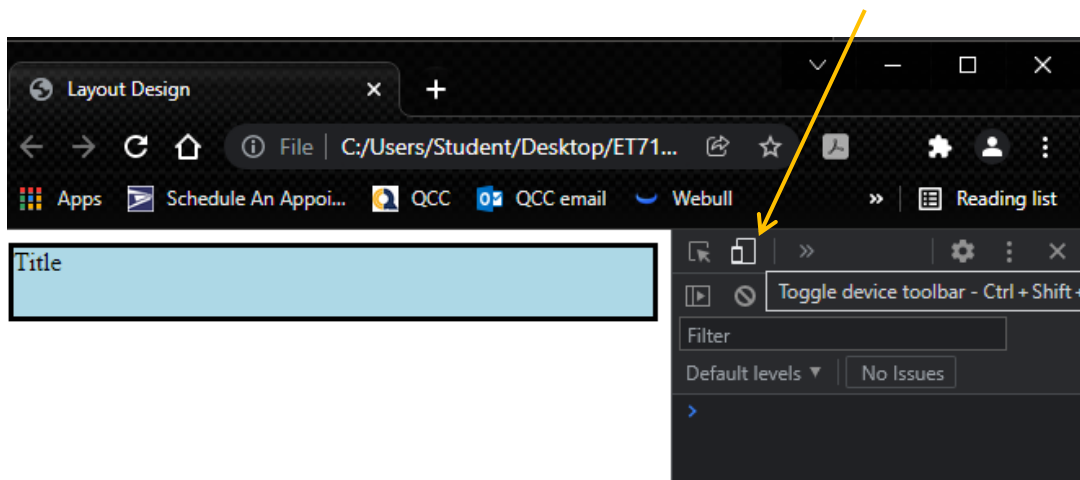 Layout Design
File | C:/Users/Student/Desktop/ET71...
Apps Schedule An Appoi... QCC QCC email Webull » Reading list
Title
»
Toggle device toolbar - Ctrl + Shift +
Filter
Default levels ▼ No Issues
>